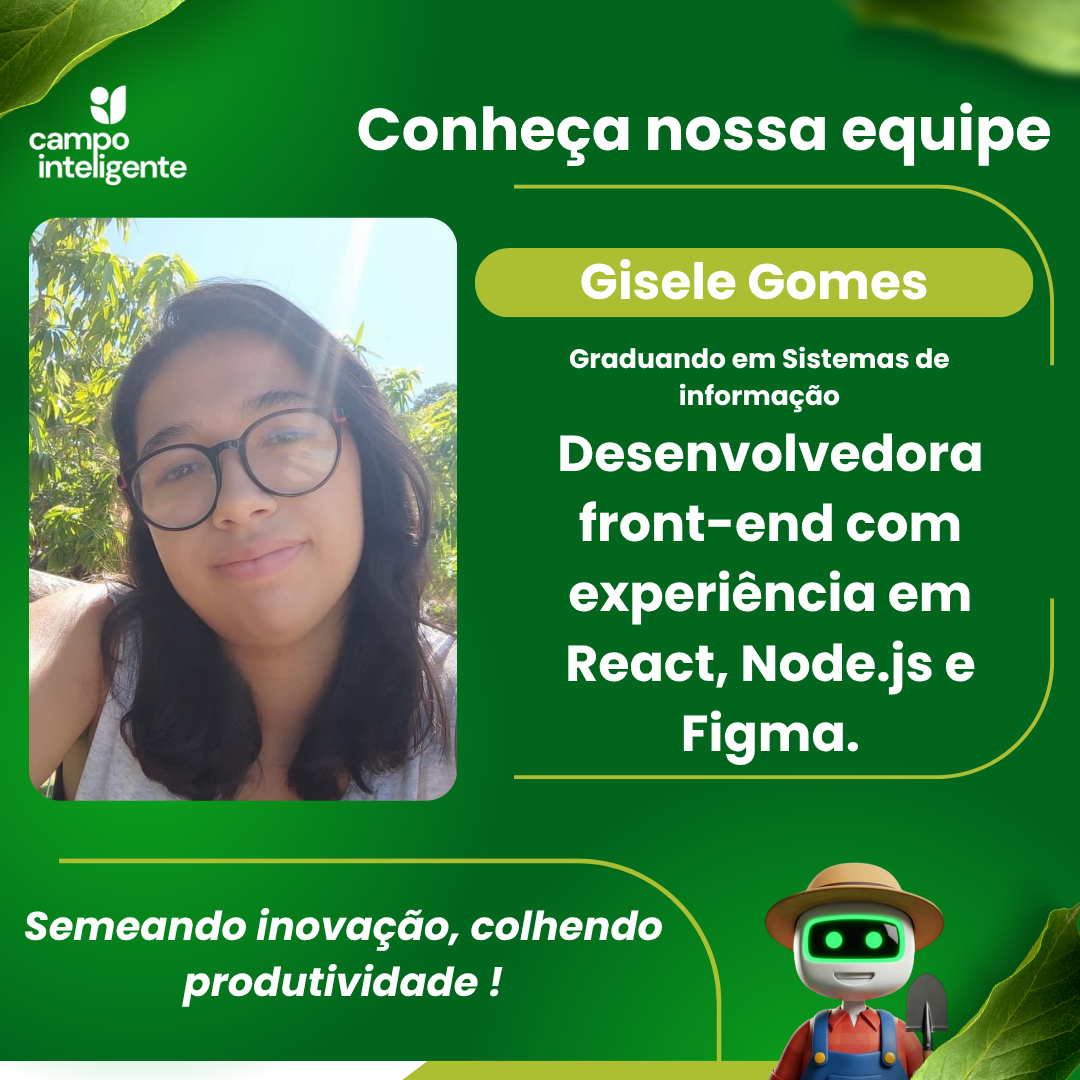 campo
inteligente
Conheça nossa equipe
Gisele Gomes
Graduando em Sistemas de
informação
Desenvolvedora
front-end com
experiência em
React, Node.js e
Figma.
Semeando inovação, colhendo
produtividade !